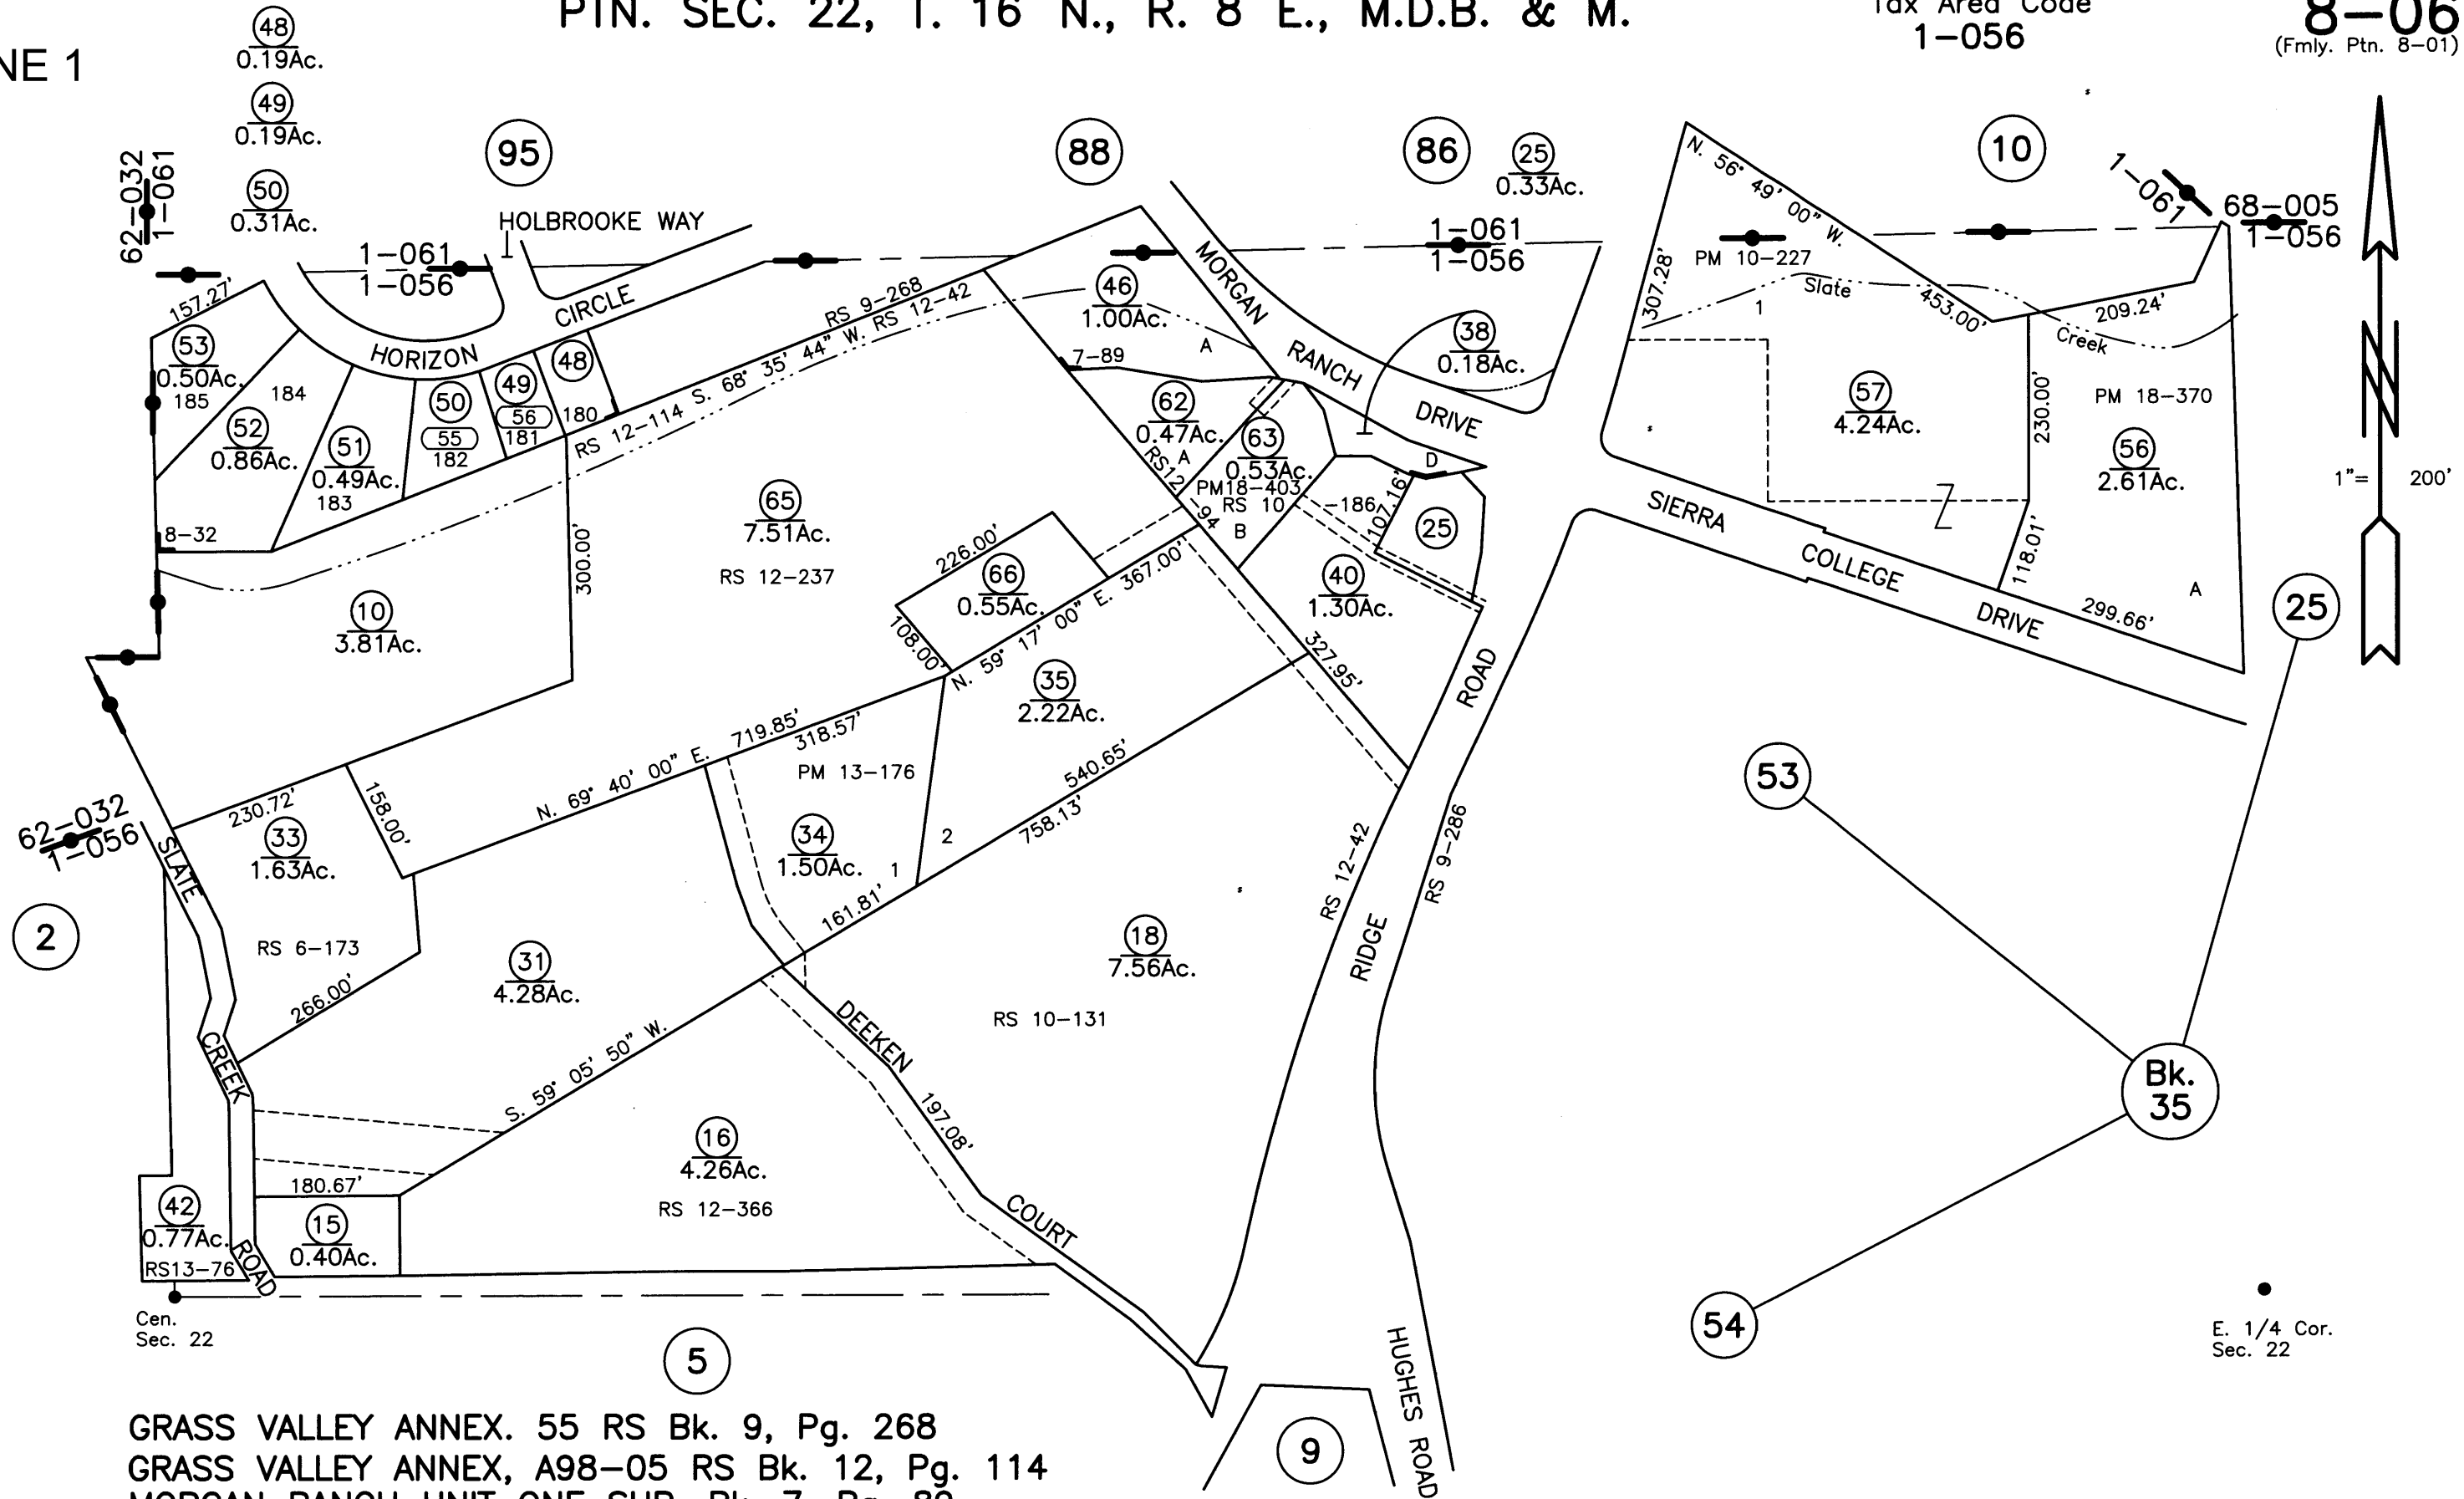 PTN. SEC. 22, T. 16 N., R. 8 E., M.D.B. & M.
Tax Area Code
1-056
8-06
(Fmly. Ptn. 8-01)
NE 1
48
0.19Ac.
49
0.19Ac.
50
0.31Ac.
62-032
1-061
95
88
86
25
0.33Ac.
10
HOLBROOKE WAY
1-061
1-056
1-061
1-056
1-061
68-005
1-056
N. 56° 49' 00" W.
PM 10-227
307.28'
Slate
453.00'
Creek
209.24'
1
157.27'
CIRCLE
HORIZON
RS 9-268
RS 12-42
RS 12-114 S. 68° 35' 44" W.
MORGAN
RANCH
DRIVE
46
1.00Ac.
A
7-89
38
0.18Ac.
53
0.50Ac.
185
184
52
0.86Ac.
51
0.49Ac.
183
50
55
182
49
56
181
48
180
8-32
62
0.47Ac.
A
63
0.53Ac.
PM18-403
RS 10
-186
RS12
-94
B
D
107.16'
25
57
4.24Ac.
230.00'
PM 18-370
56
2.61Ac.
118.01'
A
299.66'
SIERRA
COLLEGE
DRIVE
1"= 200'
25
65
7.51Ac.
RS 12-237
300.00'
226.00'
66
0.55Ac.
108.00'
N. 59° 17' 00" E. 367.00'
10
3.81Ac.
40
1.30Ac.
327.95'
35
2.22Ac.
540.65'
758.13'
719.85'
318.57'
N. 69° 40' 00" E.
PM 13-176
34
1.50Ac.
1
2
161.81'
ROAD
53
62-032
1-056
2
230.72'
158.00'
33
1.63Ac.
RS 6-173
266.00'
SLATE
CREEK
ROAD
31
4.28Ac.
18
7.56Ac.
RS 10-131
RS 12-42
RS 9-286
RIDGE
DEEKEN
197.08'
COURT
S. 59° 05' 50" W.
Bk.
35
16
4.26Ac.
RS 12-366
180.67'
15
0.40Ac.
42
0.77Ac.
RS13-76
Cen.
Sec. 22
5
54
E. 1/4 Cor.
Sec. 22
HUGHES ROAD
9
GRASS VALLEY ANNEX. 55 RS Bk. 9, Pg. 268
GRASS VALLEY ANNEX, A98-05 RS Bk. 12, Pg. 114
MORGAN RANCH UNIT ONE SUB. Bk. 7, Pg. 89